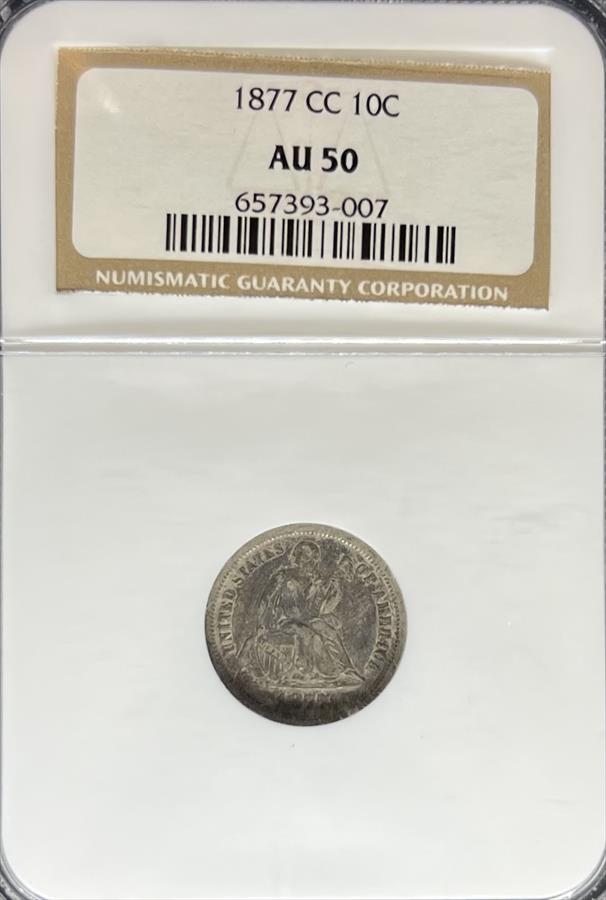 1877 CC 10C
AU 50
657393-007
NUMISMATIC GUARANTY CORPORATION
UNITED STATES OF AMERICA